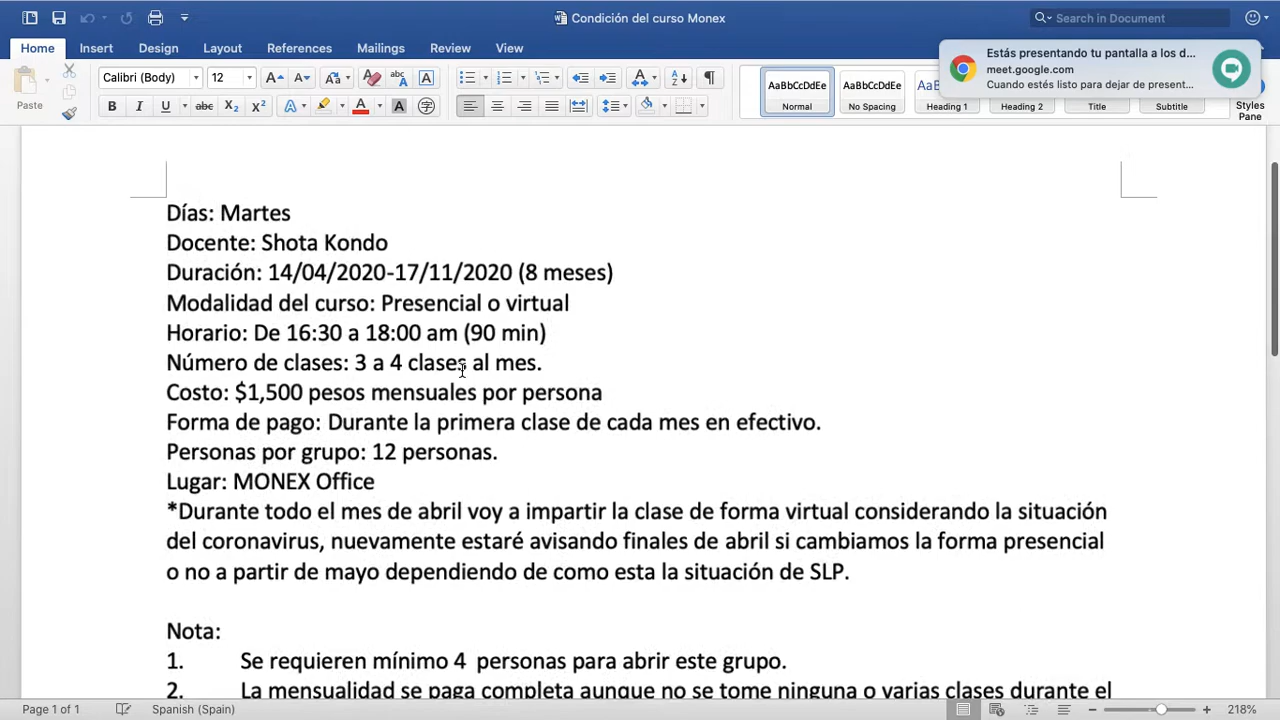 Condición del curso Monex
Search in Document
Home Insert Design Layout References Mailings Review View
Estás presentando tu pantalla a los d...
meet.google.com
Cuando estés listo para dejar de present...
Paste
Calibri (Body) 12
AaBbCcDdEe AaBbCcDdEe
Normal No Spacing Heading 1 Heading 2 Title Subtitle
Styles
Pane
Días: Martes
Docente: Shota Kondo
Duración: 14/04/2020-17/11/2020 (8 meses)
Modalidad del curso: Presencial o virtual
Horario: De 16:30 a 18:00 am (90 min)
Número de clases: 3 a 4 clases al mes.
Costo: $1,500 pesos mensuales por persona
Forma de pago: Durante la primera clase de cada mes en efectivo.
Personas por grupo: 12 personas.
Lugar: MONEX Office
*Durante todo el mes de abril voy a impartir la clase de forma virtual considerando la situación
del coronavirus, nuevamente estaré avisando finales de abril si cambiamos la forma presencial
o no a partir de mayo dependiendo de como esta la situación de SLP.
Nota:
1. Se requieren mínimo 4 personas para abrir este grupo.
2. La mensualidad se paga completa aunque no se tome ninguna o varias clases durante el
Page 1 of 1 Spanish (Spain) 218%